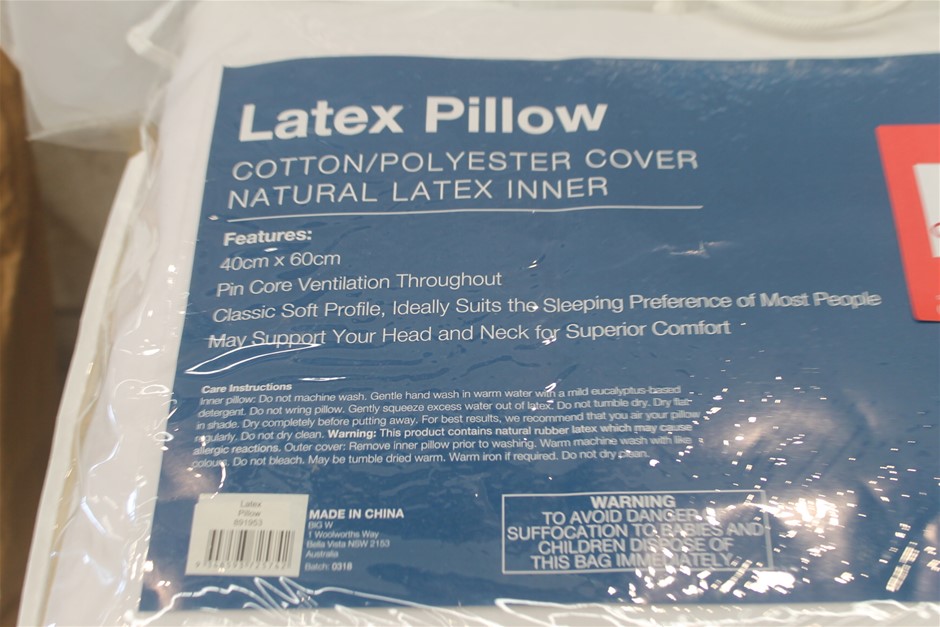 Latex Pillow
COTTON/POLYESTER COVER
NATURAL LATEX INNER
Features:
40cm x 60cm
Pin Core Ventilation Throughout
Classic Soft Profile, Ideally Suits the Sleeping Preference of Most People
May Support Your Head and Neck for Superior Comfort
Care Instructions
Inner pillow: Do not machine wash. Gentle hand wash in warm water with a mild eucalyptus-based
detergent. Do not wring pillow. Gently squeeze excess water out of latex. Do not tumble dry. Dry flat
in shade. Dry completely before putting away. For best results, we recommend that you air your pillow
regularly. Do not dry clean. Warning: This product contains natural rubber latex which may cause
allergic reactions. Outer cover: Remove inner pillow prior to washing. Warm machine wash with like
colours. Do not bleach. May be tumble dried warm. Warm iron if required. Do not dry clean.
Latex
Pillow
891953
MADE IN CHINA
BIG W
1 Woolworths Way
Bella Vista NSW 2153
Australia
Batch: 0318
WARNING
TO AVOID DANGER
SUFFOCATION TO BABIES AND
CHILDREN DISPOSE OF
THIS BAG IMMEDIATELY